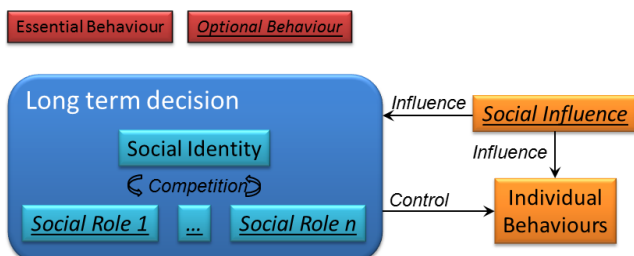 Essential Behaviour
Optional Behaviour
Long term decision
Social Identity
Competition
Social Role 1
...
Social Role n
Influence
Social Influence
Influence
Control
Individual
Behaviours